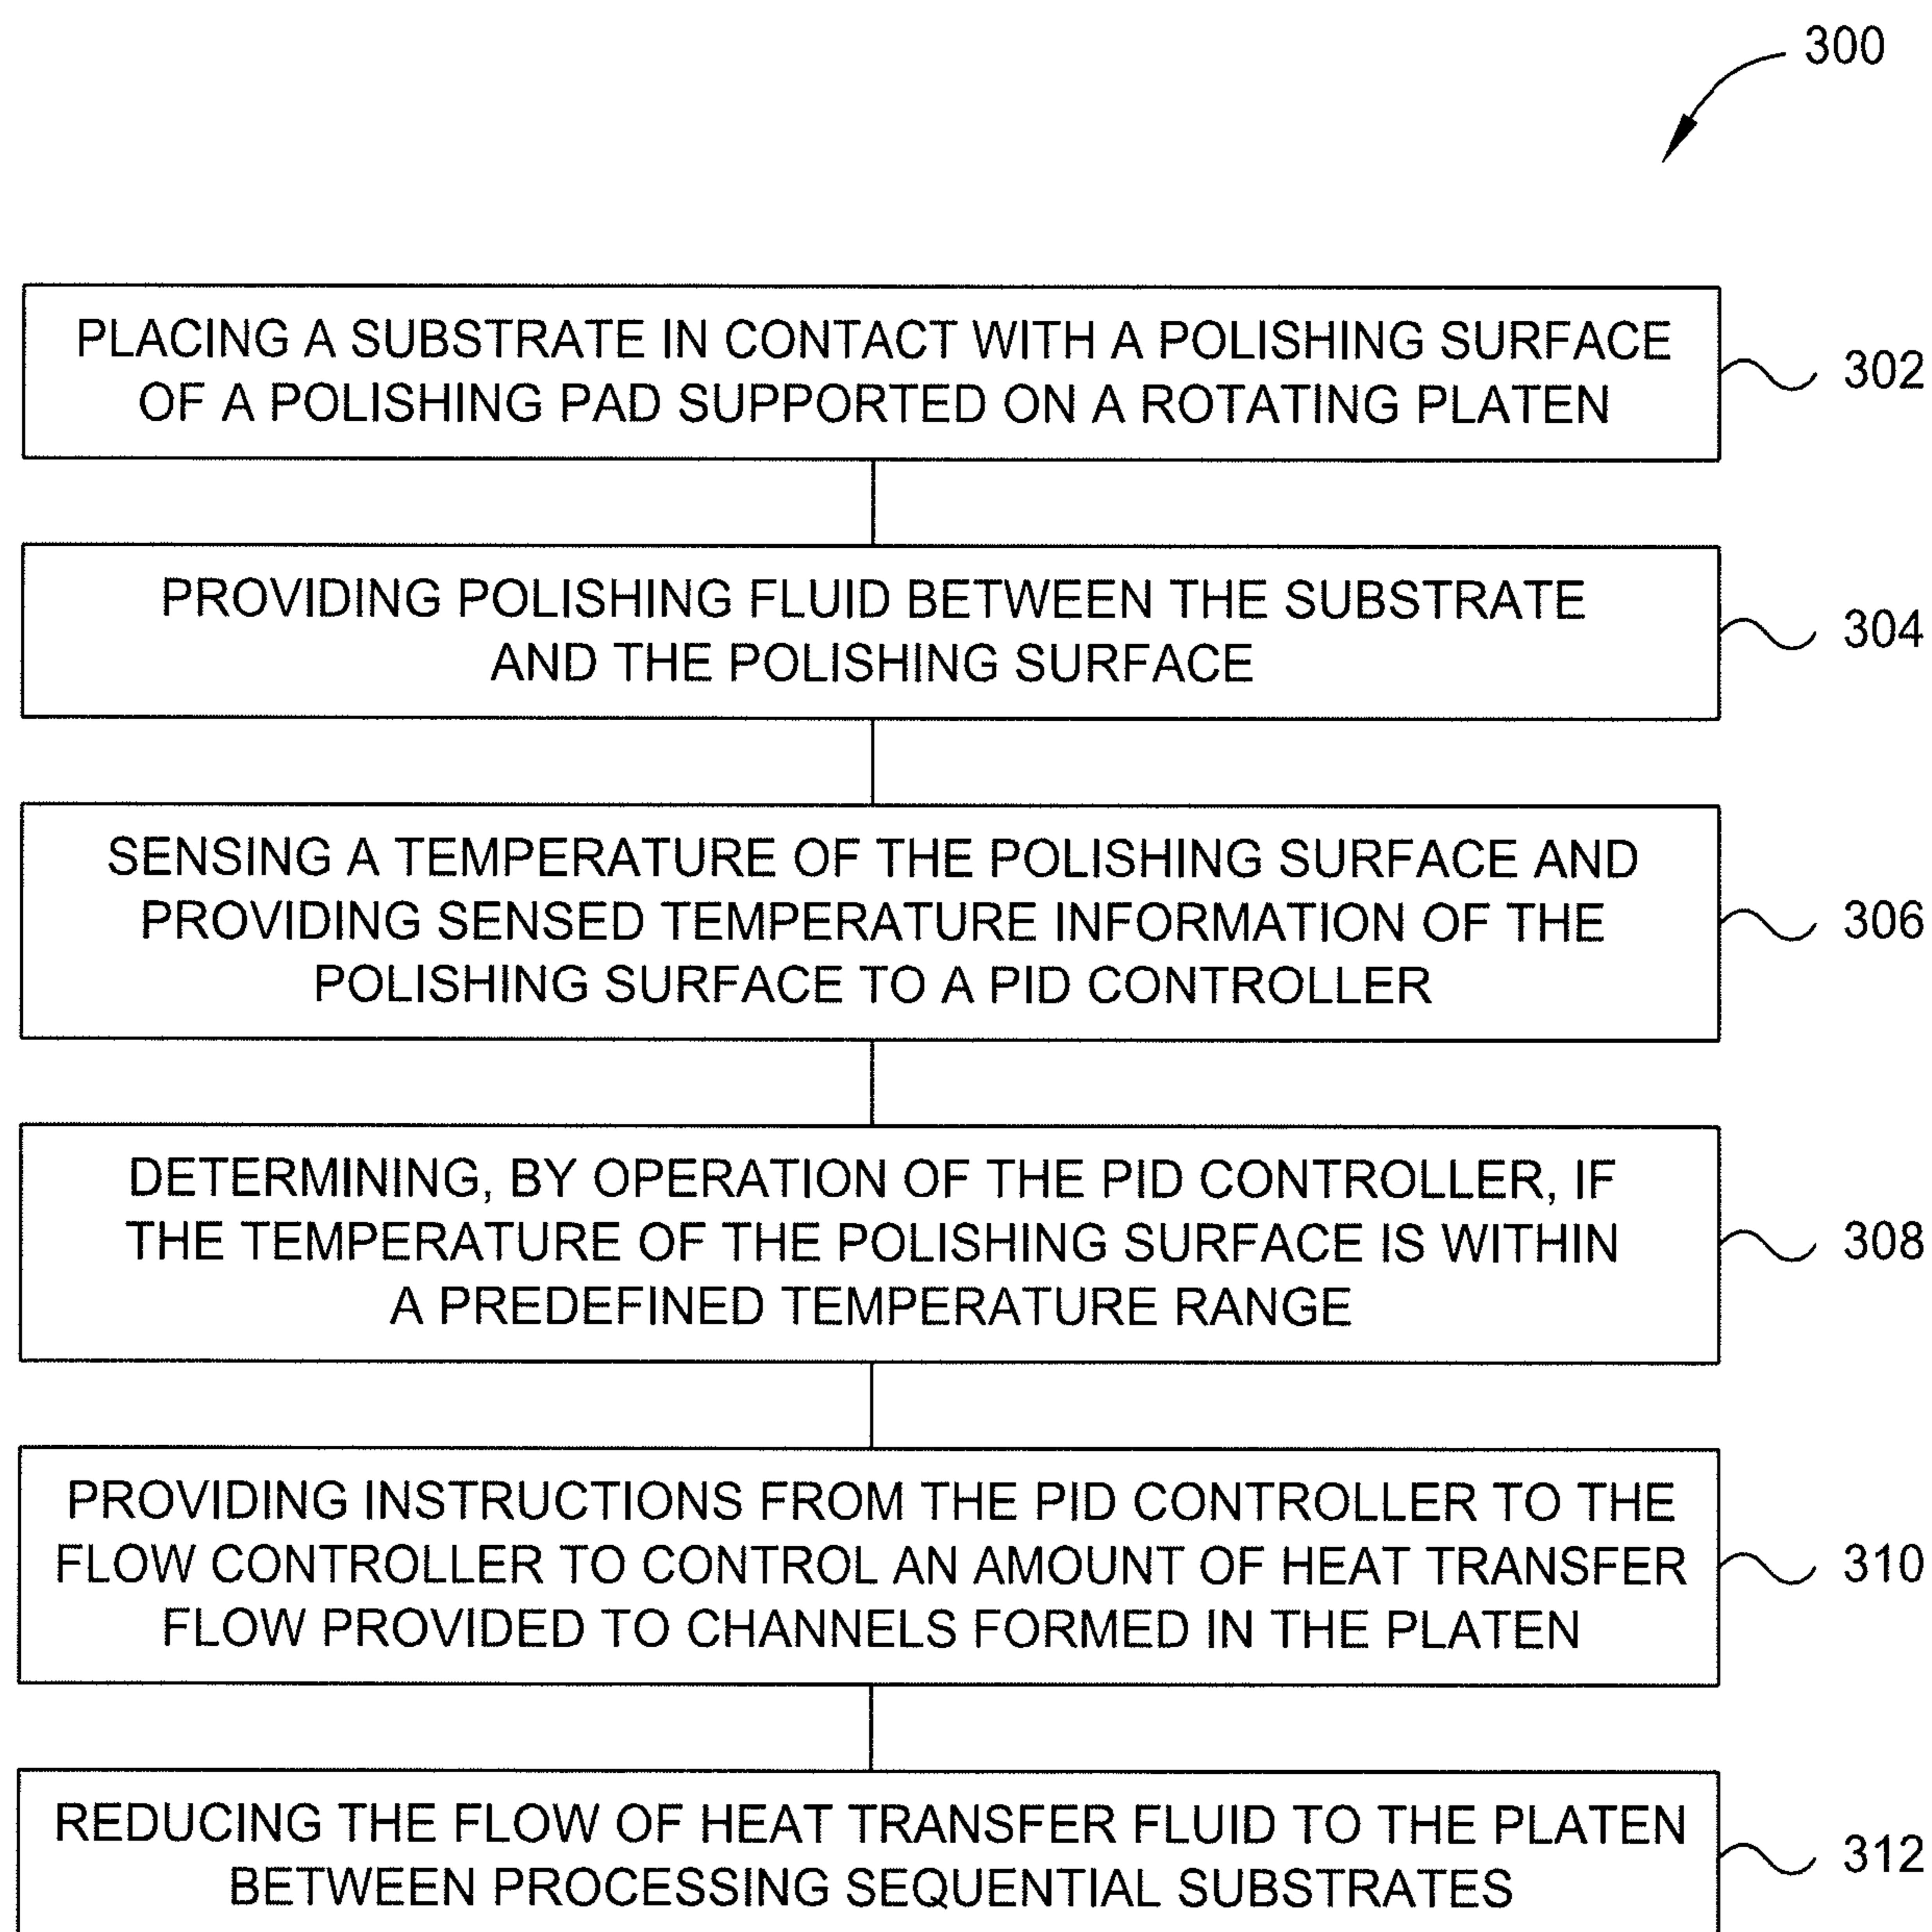 300
PLACING A SUBSTRATE IN CONTACT WITH A POLISHING SURFACE
OF A POLISHING PAD SUPPORTED ON A ROTATING PLATEN
302
PROVIDING POLISHING FLUID BETWEEN THE SUBSTRATE
AND THE POLISHING SURFACE
304
SENSING A TEMPERATURE OF THE POLISHING SURFACE AND
PROVIDING SENSED TEMPERATURE INFORMATION OF THE
POLISHING SURFACE TO A PID CONTROLLER
306
DETERMINING, BY OPERATION OF THE PID CONTROLLER, IF
THE TEMPERATURE OF THE POLISHING SURFACE IS WITHIN
A PREDEFINED TEMPERATURE RANGE
308
PROVIDING INSTRUCTIONS FROM THE PID CONTROLLER TO THE
FLOW CONTROLLER TO CONTROL AN AMOUNT OF HEAT TRANSFER
FLOW PROVIDED TO CHANNELS FORMED IN THE PLATEN
310
REDUCING THE FLOW OF HEAT TRANSFER FLUID TO THE PLATEN
BETWEEN PROCESSING SEQUENTIAL SUBSTRATES
312